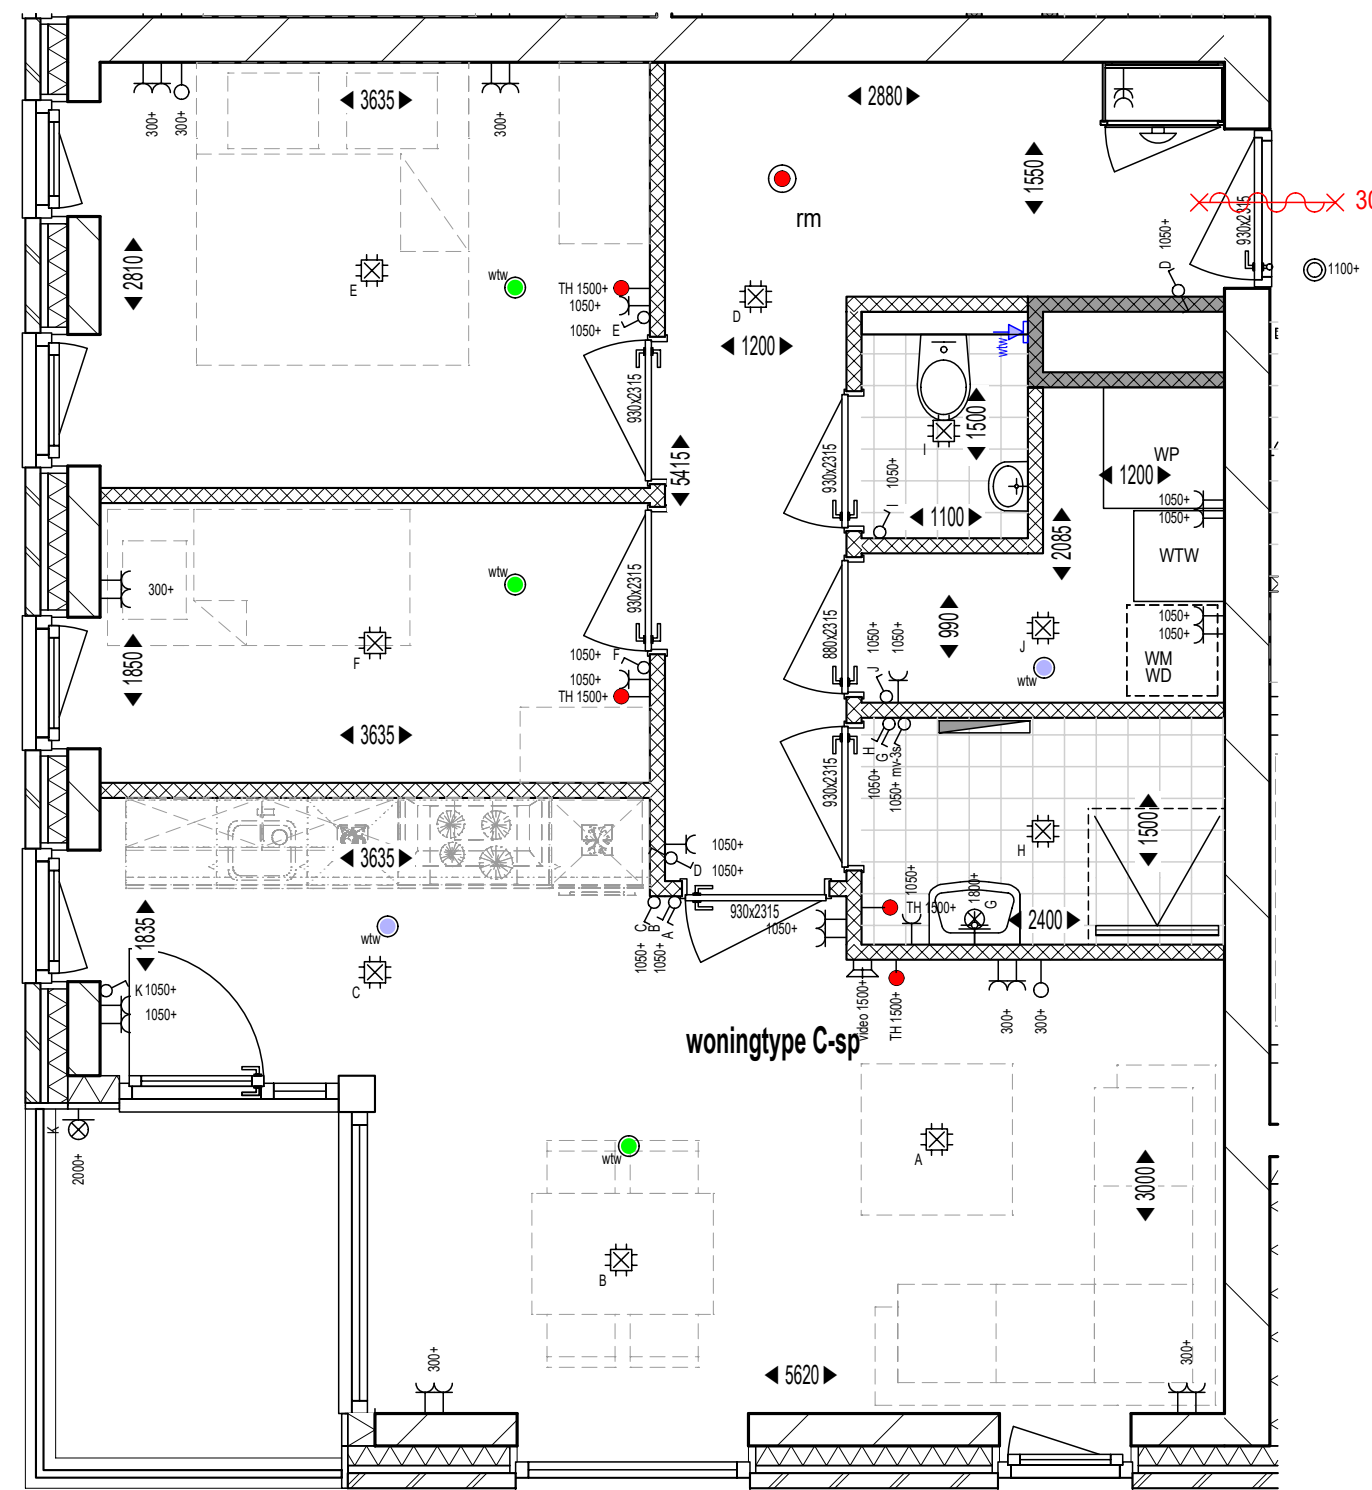 3635
2880
300+
300+
300+
1550
30
rm
930x2315
1050+
D
1100+
2810
E
wtw
TH 1500+
1050+
1050+ E
D
1200
wtw
930x2315
1500
I
5415
930x2315
1050+
I
1100
WP
1200
1050+
1050+
2085
WTW
wtw
300+
930x2315
F
1850
1050+ F
1050+
TH 1500+
3635
880x2315
990
1050+
1050+
J
J
wtw
1050+
1050+
WM
WD
930x2315
H
G
1050+
1050+ mv-3s
3635
1050+
D 1050+
H
1500
1050+
TH 1500+
1800+
G
2400
930x2315
1050+
C
B
A
1050+
1050+
1835
wtw
C
K 1050+
1050+
video 1500+
TH 1500+
300+
300+
woningtype C-sp
K
2000+
wtw
A
3000
B
300+
5620
300+